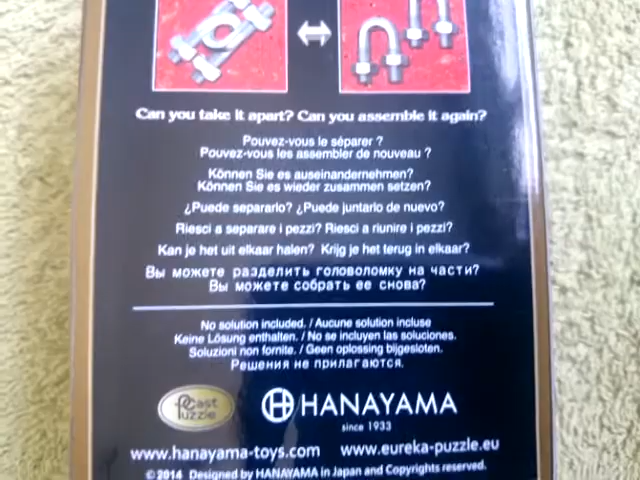 Can you take it apart? Can you assemble it again?
Pouvez-vous le séparer ?
Pouvez-vous les assembler de nouveau ?
Können Sie es auseinandernehmen?
Können Sie es wieder zusammen setzen?
¿Puede separarlo? ¿Puede juntarlo de nuevo?
Riesci a separare i pezzi? Riesci a riunire i pezzi?
Kan je het uit elkaar halen? Krijg je het terug in elkaar?
Вы можете разделить головоломку на части?
Вы можете собрать ее снова?
No solution included. / Aucune solution incluse
Keine Lösung enthalten. / No se incluyen las soluciones.
Soluzioni non fornite. / Geen oplossing bijgesloten.
Решения не прилагаются.
Cast
Puzzle
HANAYAMA
since 1933
www.hanayama-toys.com www.eureka-puzzle.eu
©2014 Designed by HANAYAMA in Japan and Copyrights reserved.